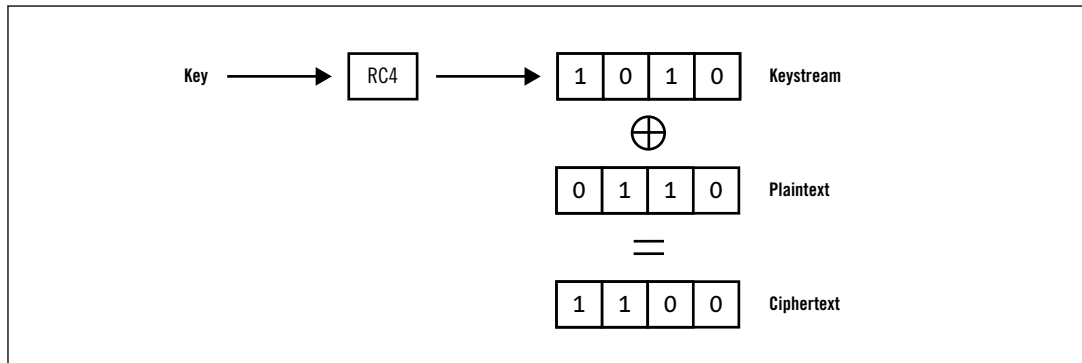 Key RC4 1 0 1 0 Keystream
⊕
0 1 1 0 Plaintext
=
1 1 0 0 Ciphertext